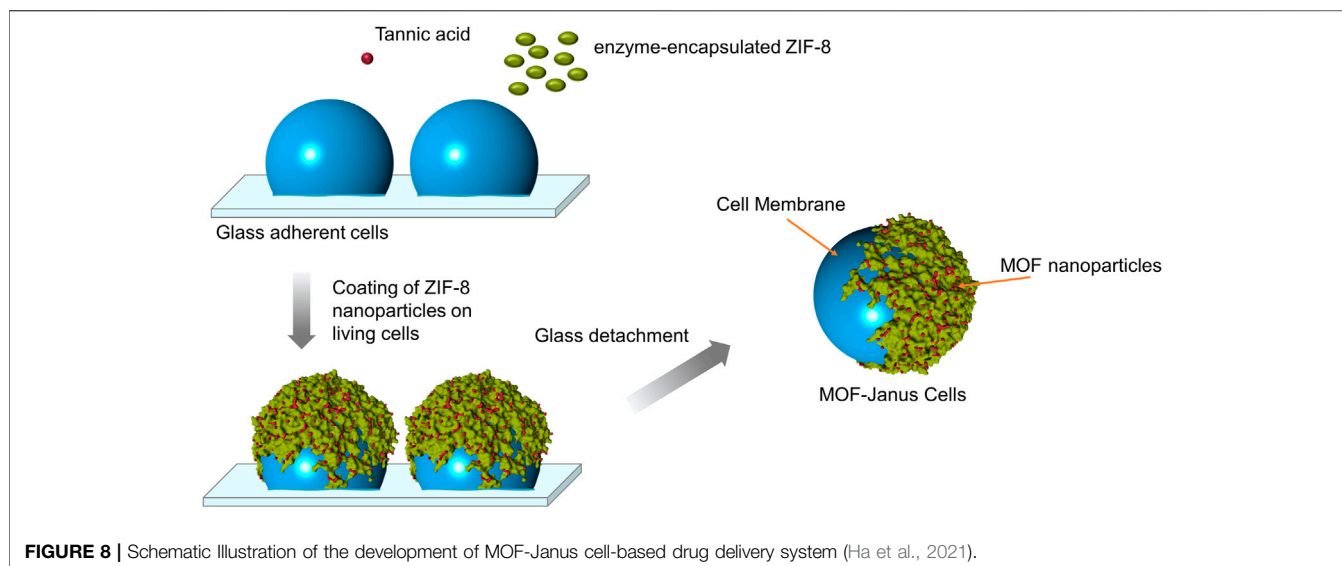 Tannic acid
enzyme-encapsulated ZIF-8
Glass adherent cells
Coating of ZIF-8
nanoparticles on
living cells
Glass detachment
Cell Membrane
MOF nanoparticles
MOF-Janus Cells
FIGURE 8 | Schematic Illustration of the development of MOF-Janus cell-based drug delivery system (Ha et al., 2021).